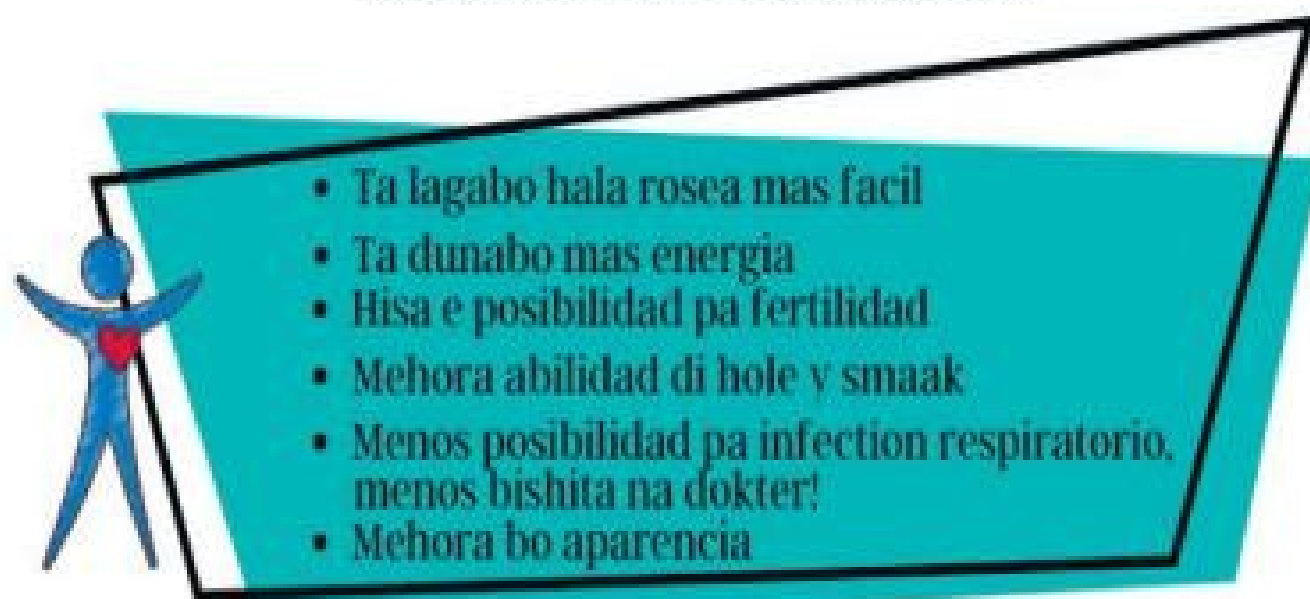 • Ta lagabo hala rosea mas facil
• Ta dunabo mas energia
• Hisa e posibilidad pa fertilidad
• Mehora abilidad di hole y smaak
• Menos posibilidad pa infection respiratorio,
menos bishita na dokter!
• Mehora bo aparencia